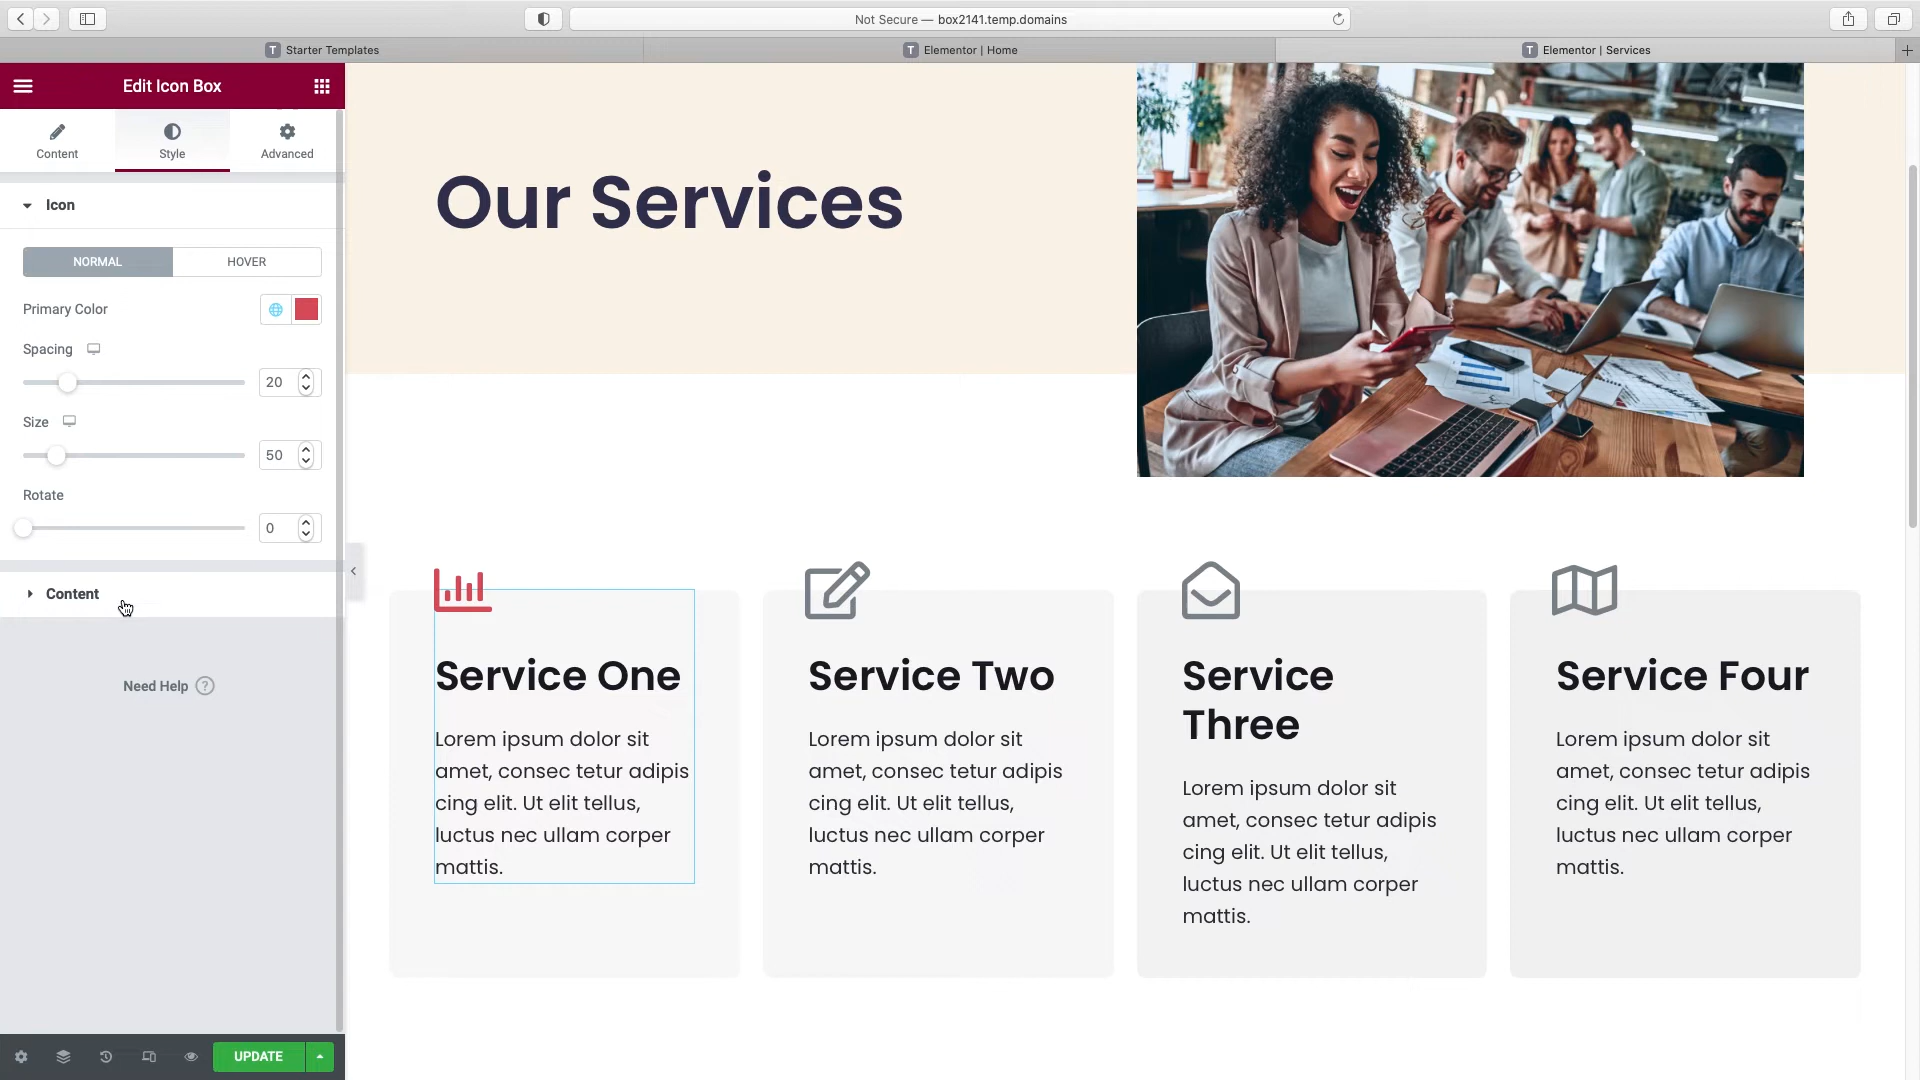 Not Secure — box2141.temp.domains
T Starter Templates
T Elementor | Home
T Elementor | Services
Edit Icon Box
Content
Style
Advanced
Icon
NORMAL
HOVER
Primary Color
Spacing
20
Size
50
Rotate
0
Content
Need Help ?
UPDATE
Our Services
Service One
Lorem ipsum dolor sit
amet, consec tetur adipis
cing elit. Ut elit tellus,
luctus nec ullam corper
mattis.
Service Two
Lorem ipsum dolor sit
amet, consec tetur adipis
cing elit. Ut elit tellus,
luctus nec ullam corper
mattis.
Service
Three
Lorem ipsum dolor sit
amet, consec tetur adipis
cing elit. Ut elit tellus,
luctus nec ullam corper
mattis.
Service Four
Lorem ipsum dolor sit
amet, consec tetur adipis
cing elit. Ut elit tellus,
luctus nec ullam corper
mattis.